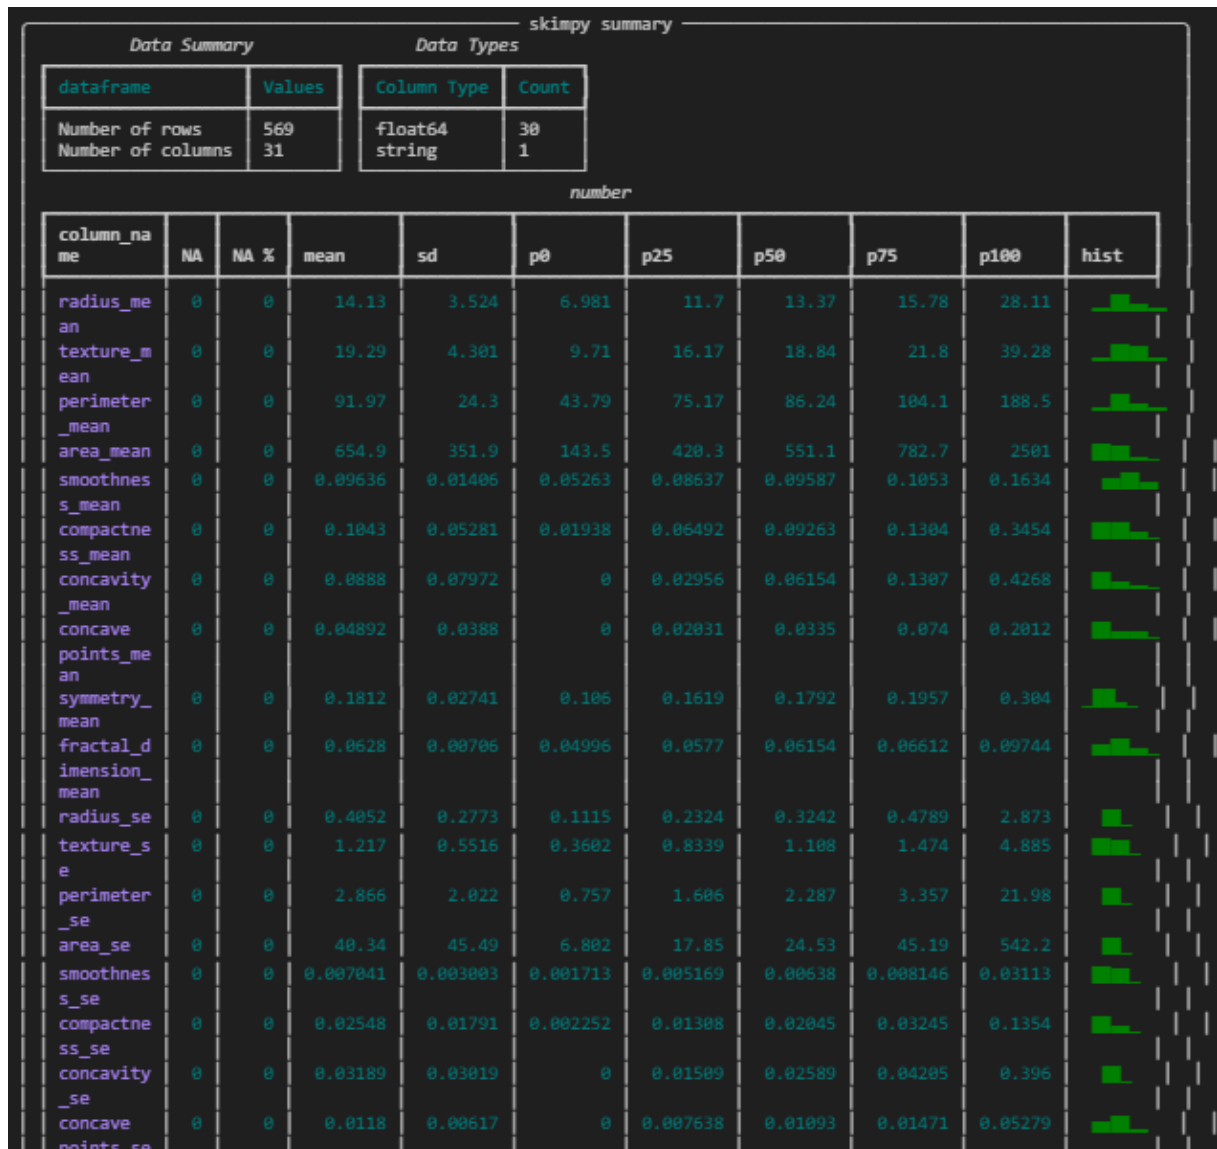 skimpy summary
Data Summary Data Types
dataframe Values Column Type Count
Number of rows 569 float64 30
Number of columns 31 string 1
number
column_na
me NA NA % mean sd p0 p25 p50 p75 p100 hist
radius_me 0 0 14.13 3.524 6.981 11.7 13.37 15.78 28.11
an
texture_m 0 0 19.29 4.301 9.71 16.17 18.84 21.8 39.28
ean
perimeter 0 0 91.97 24.3 43.79 75.17 86.24 104.1 188.5
_mean
area_mean 0 0 654.9 351.9 143.5 420.3 551.1 782.7 2501
smoothnes 0 0 0.09636 0.01406 0.05263 0.08637 0.09587 0.1053 0.1634
s_mean
compactne 0 0 0.1043 0.05281 0.01938 0.06492 0.09263 0.1304 0.3454
ss_mean
concavity 0 0 0.0888 0.07972 0 0.02956 0.06154 0.1307 0.4268
_mean
concave 0 0 0.04892 0.0388 0 0.02031 0.0335 0.074 0.2012
points_me
an
symmetry_ 0 0 0.1812 0.02741 0.106 0.1619 0.1792 0.1957 0.304
mean
fractal_d 0 0 0.0628 0.00706 0.04996 0.0577 0.06154 0.06612 0.09744
imension_
mean
radius_se 0 0 0.4052 0.2773 0.1115 0.2324 0.3242 0.4789 2.873
texture_s 0 0 1.217 0.5516 0.3602 0.8339 1.108 1.474 4.885
e
perimeter 0 0 2.866 2.022 0.757 1.606 2.287 3.357 21.98
_se
area_se 0 0 40.34 45.49 6.802 17.85 24.53 45.19 542.2
smoothnes 0 0 0.007041 0.003003 0.001713 0.005169 0.00638 0.008146 0.03113
s_se
compactne 0 0 0.02548 0.01791 0.002252 0.01308 0.02045 0.03245 0.1354
ss_se
concavity 0 0 0.03189 0.03019 0 0.01509 0.02589 0.04205 0.396
_se
concave 0 0 0.0118 0.00617 0 0.007638 0.01093 0.01471 0.05279
points_se